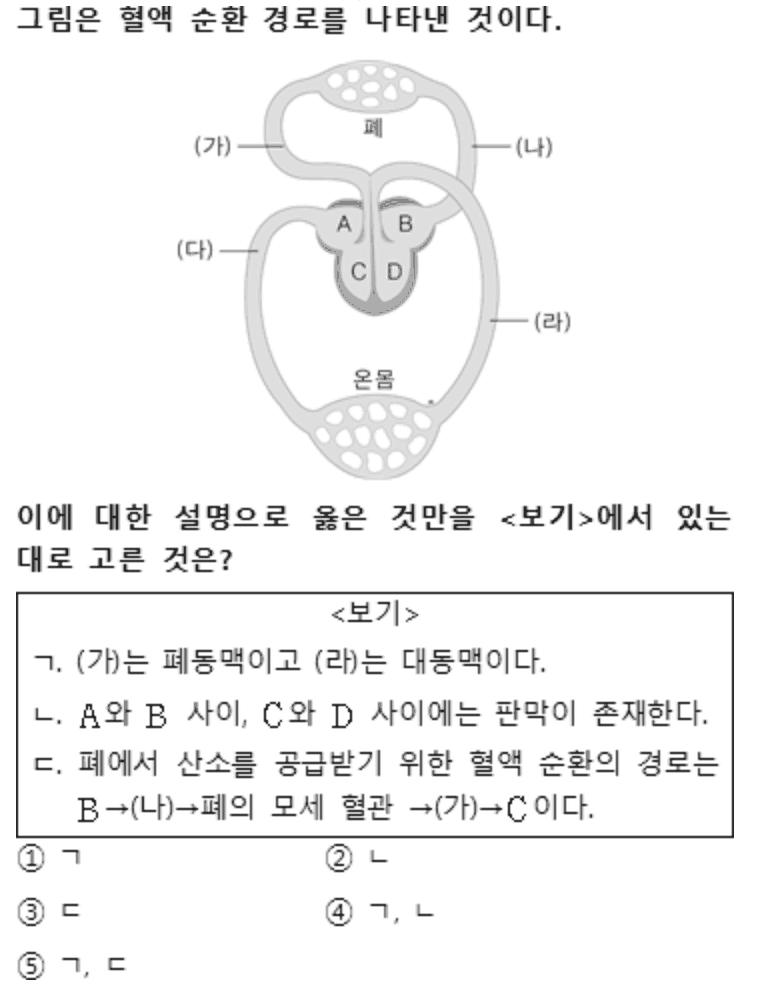 그림은 혈액 순환 경로를 나타낸 것이다.
폐
(가)
(나)
A
B
(다)
C
D
(라)
온몸
이에 대한 설명으로 옳은 것만을 <보기>에서 있는
대로 고른 것은?
<보기>
ㄱ. (가)는 폐동맥이고 (라)는 대동맥이다.
ㄴ. A와 B 사이, C와 D 사이에는 판막이 존재한다.
ㄷ. 폐에서 산소를 공급받기 위한 혈액 순환의 경로는
B→(나)→폐의 모세 혈관 →(가)→C이다.
① ㄱ ② ㄴ
③ ㄷ ④ ㄱ, ㄴ
⑤ ㄱ, ㄷ